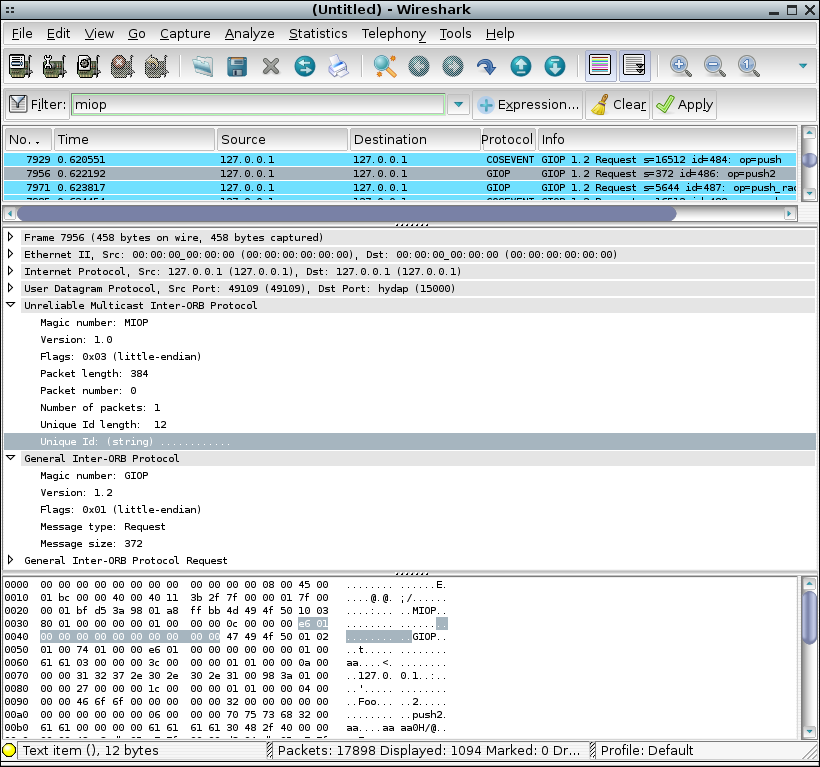 (Untitled) - Wireshark
File Edit View Go Capture Analyze Statistics Telephony Tools Help
Filter: miop Expression... Clear Apply
No. . Time Source Destination Protocol Info
7929 0.620551 127.0.0.1 127.0.0.1 COSEVENT GIOP 1.2 Request s=16512 id=484: op=push
7956 0.622192 127.0.0.1 127.0.0.1 GIOP GIOP 1.2 Request s=372 id=486: op=push2
7971 0.623817 127.0.0.1 127.0.0.1 GIOP GIOP 1.2 Request s=5644 id=487: op=push_rac
Frame 7956 (458 bytes on wire, 458 bytes captured)
Ethernet II, Src: 00:00:00_00:00:00 (00:00:00:00:00:00), Dst: 00:00:00_00:00:00 (00:00:00:00:00:00)
Internet Protocol, Src: 127.0.0.1 (127.0.0.1), Dst: 127.0.0.1 (127.0.0.1)
User Datagram Protocol, Src Port: 49109 (49109), Dst Port: hydap (15000)
Unreliable Multicast Inter-ORB Protocol
Magic number: MIOP
Version: 1.0
Flags: 0x03 (little-endian)
Packet length: 384
Packet number: 0
Number of packets: 1
Unique Id length: 12
Unique Id: (string) ............
General Inter-ORB Protocol
Magic number: GIOP
Version: 1.2
Flags: 0x01 (little-endian)
Message type: Request
Message size: 372
General Inter-ORB Protocol Request
0000 00 00 00 00 00 00 00 00 00 00 00 00 08 00 45 00 ........ ......E.
0010 01 bc 00 00 40 00 40 11 3b 2f 7f 00 00 01 7f 00 ....@.@. ;/......
0020 00 01 bf d5 3a 98 01 a8 ff bb 4d 49 4f 50 10 03 ....:... ..MIOP..
0030 80 01 00 00 00 00 01 00 00 00 0c 00 00 00 e6 01 ........ ........
0040 00 00 00 00 00 00 00 00 00 00 47 49 4f 50 01 02 ........ ..GIOP..
0050 01 00 74 01 00 00 e6 01 00 00 00 00 00 00 00 00 ..t..... ........
0060 61 61 03 00 00 00 3c 00 00 00 01 01 00 00 0a 00 aa....<. ........
0070 00 00 31 32 37 2e 30 2e 30 2e 31 00 98 3a 01 00 ..127.0. 0.1..:..
0080 00 00 27 00 00 00 1c 00 00 00 01 01 00 00 04 00 ..'..... ........
0090 00 00 46 6f 6f 00 00 00 00 00 32 00 00 00 00 00 ..Foo... ..2.....
00a0 00 00 00 00 00 00 06 00 00 00 70 75 73 68 32 00 ........ ..push2.
00b0 61 61 00 00 00 00 61 61 61 61 30 48 2f 40 00 00 aa....aa aa0H/@..
Text item (), 12 bytes Packets: 17898 Displayed: 1094 Marked: 0 Dr... Profile: Default